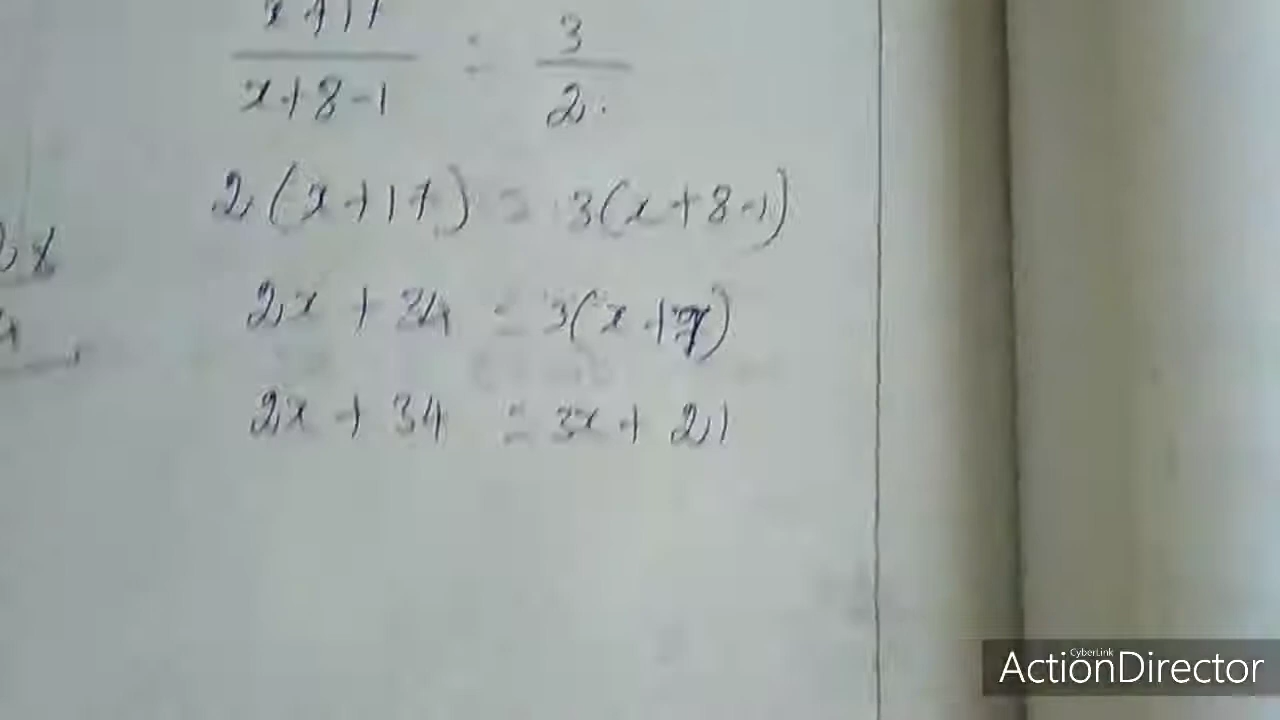 x+17
x+8-1 = 3
2
2(x+17) = 3(x+8-1)
2x + 34 = 3(x+7)
2x + 34 = 3x + 21
CyberLink
ActionDirector